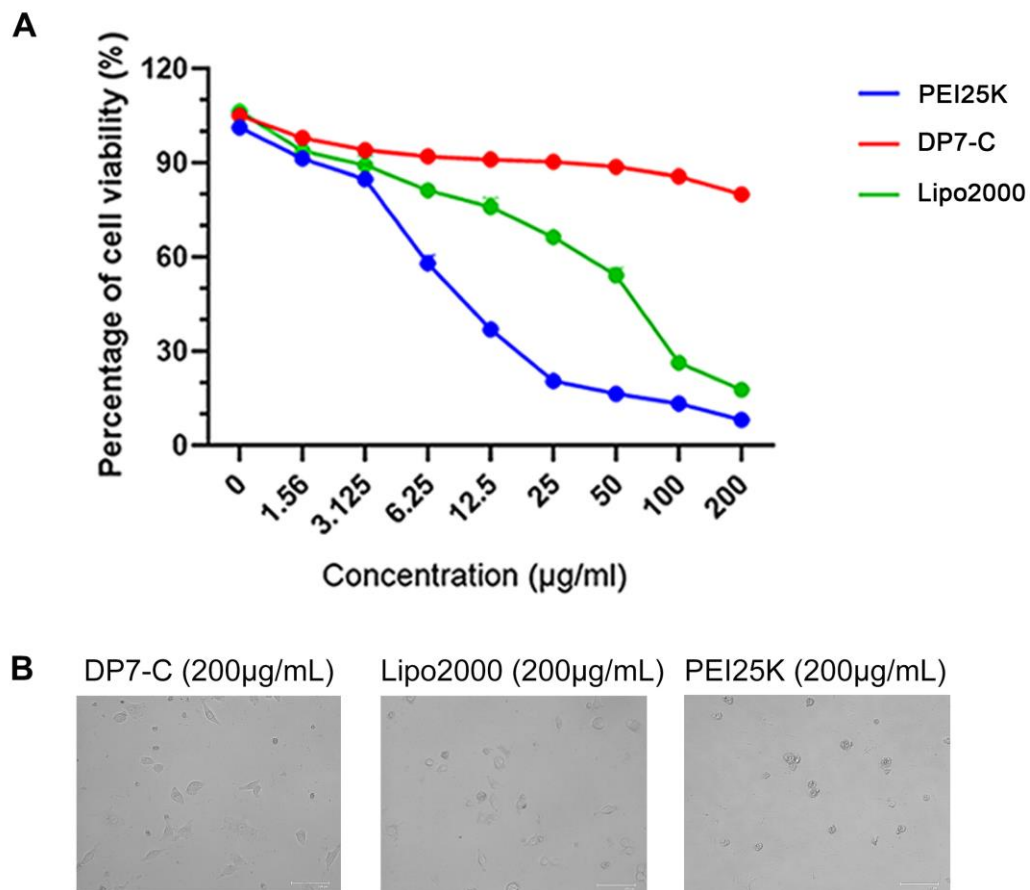 A
Percentage of cell viability (%)
120
90
60
30
0
0
1.56
3.125
6.25
12.5
25
50
100
200
Concentration (µg/ml)
PEI25K
DP7-C
Lipo2000
B
DP7-C (200µg/mL)
Lipo2000 (200µg/mL)
PEI25K (200µg/mL)